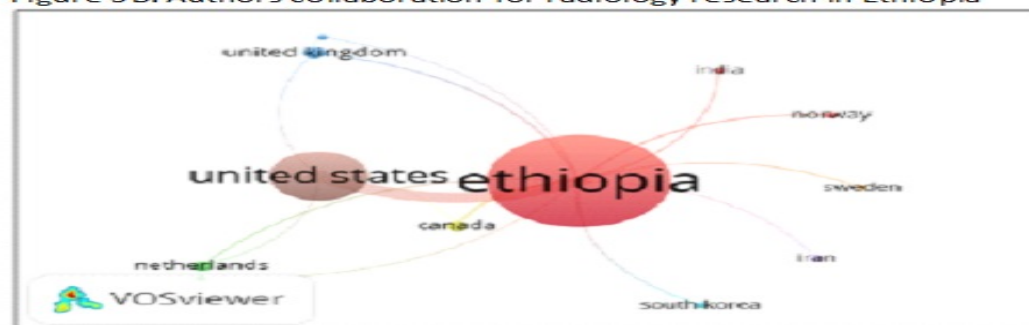 Figure 5B: Authors collaboration for radiology research in Ethiopia
united kingdom
india
norway
united states
ethiopia
sweden
canada
iran
netherlands
VOSviewer
south korea